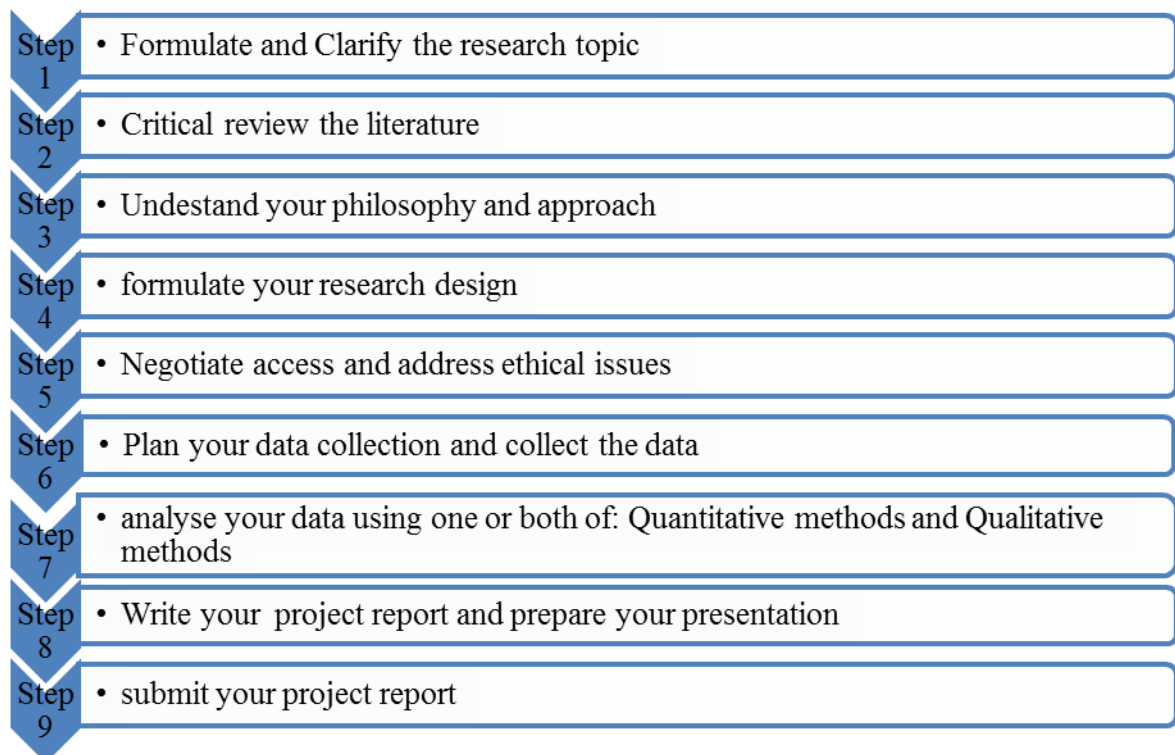 Step 1
• Formulate and Clarify the research topic
Step 2
• Critical review the literature
Step 3
• Undestand your philosophy and approach
Step 4
• formulate your research design
Step 5
• Negotiate access and address ethical issues
Step 6
• Plan your data collection and collect the data
Step 7
• analyse your data using one or both of: Quantitative methods and Qualitative
methods
Step 8
• Write your project report and prepare your presentation
Step 9
• submit your project report